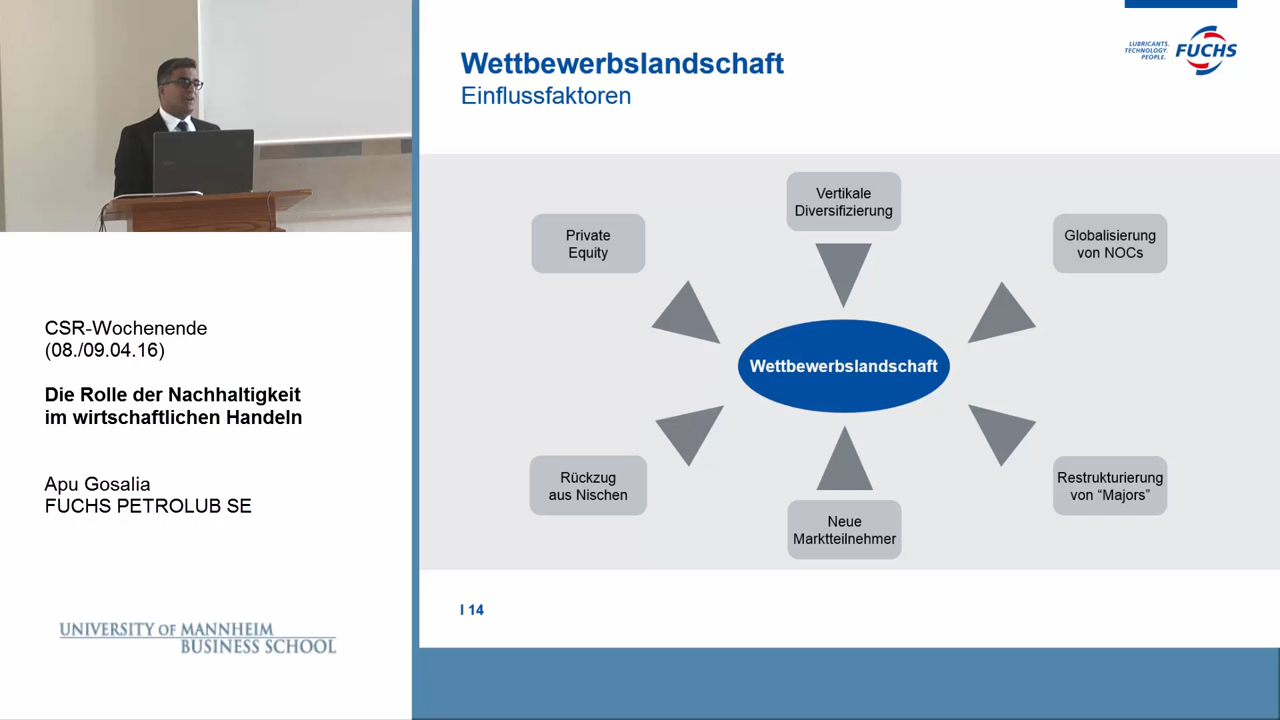 CSR-Wochenende
(08./09.04.16)
Die Rolle der Nachhaltigkeit
im wirtschaftlichen Handeln
Apu Gosalia
FUCHS PETROLUB SE
UNIVERSITY OF MANNHEIM
BUSINESS SCHOOL
Wettbewerbslandschaft
Einflussfaktoren
LUBRICANTS.
TECHNOLOGY.
PEOPLE.
FUCHS
Vertikale
Diversifizierung
Private
Equity
Globalisierung
von NOCs
Wettbewerbslandschaft
Rückzug
aus Nischen
Restrukturierung
von “Majors”
Neue
Marktteilnehmer
I 14